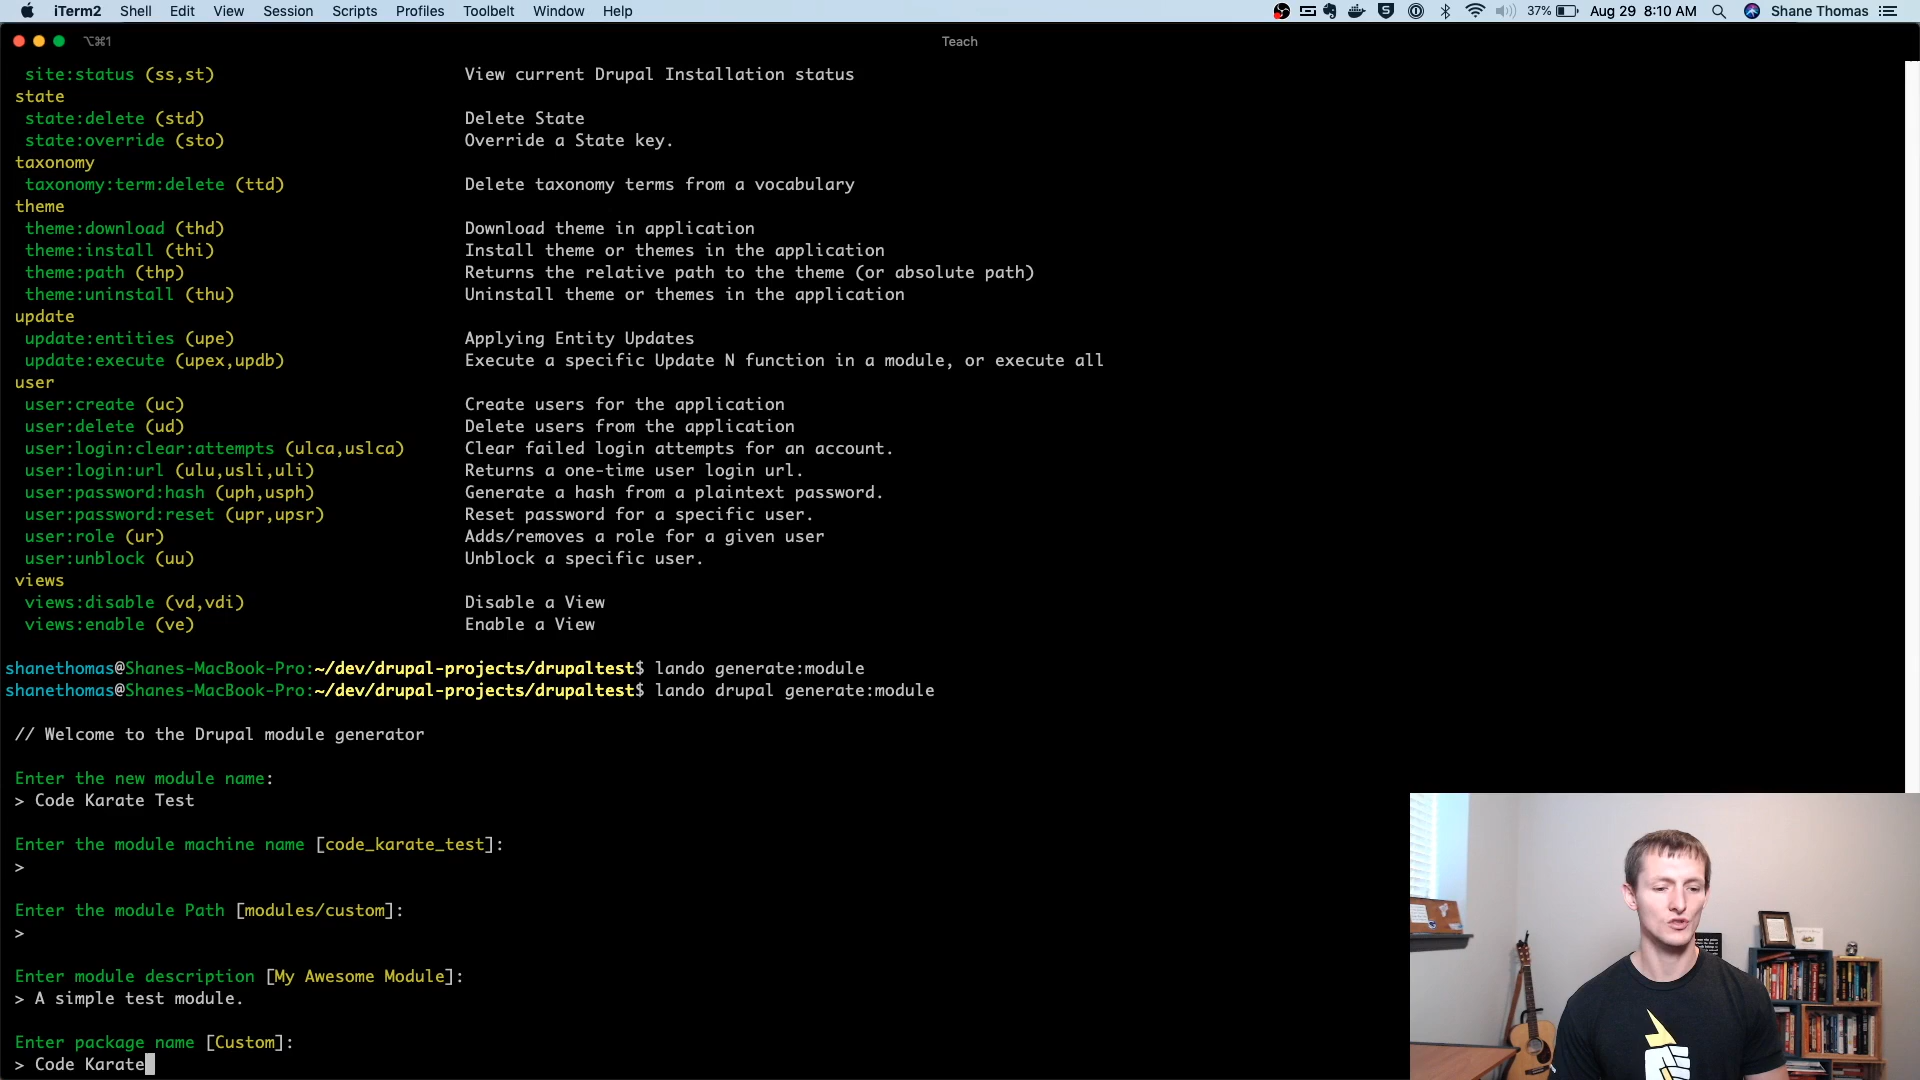 iTerm2 Shell Edit View Session Scripts Profiles Toolbelt Window Help 37% Aug 29 8:10 AM Shane Thomas
⌥⌘1 Teach
site:status (ss,st) View current Drupal Installation status
state
state:delete (std) Delete State
state:override (sto) Override a State key.
taxonomy
taxonomy:term:delete (ttd) Delete taxonomy terms from a vocabulary
theme
theme:download (thd) Download theme in application
theme:install (thi) Install theme or themes in the application
theme:path (thp) Returns the relative path to the theme (or absolute path)
theme:uninstall (thu) Uninstall theme or themes in the application
update
update:entities (upe) Applying Entity Updates
update:execute (upex,updb) Execute a specific Update N function in a module, or execute all
user
user:create (uc) Create users for the application
user:delete (ud) Delete users from the application
user:login:clear:attempts (ulca,uslca) Clear failed login attempts for an account.
user:login:url (ulu,usli,uli) Returns a one-time user login url.
user:password:hash (uph,usph) Generate a hash from a plaintext password.
user:password:reset (upr,upsr) Reset password for a specific user.
user:role (ur) Adds/removes a role for a given user
user:unblock (uu) Unblock a specific user.
views
views:disable (vd,vdi) Disable a View
views:enable (ve) Enable a View
shanethomas@Shanes-MacBook-Pro:~/dev/drupal-projects/drupaltest$ lando generate:module
shanethomas@Shanes-MacBook-Pro:~/dev/drupal-projects/drupaltest$ lando drupal generate:module
// Welcome to the Drupal module generator
Enter the new module name:
> Code Karate Test
Enter the module machine name [code_karate_test]:
>
Enter the module Path [modules/custom]:
>
Enter module description [My Awesome Module]:
> A simple test module.
Enter package name [Custom]:
> Code Karate